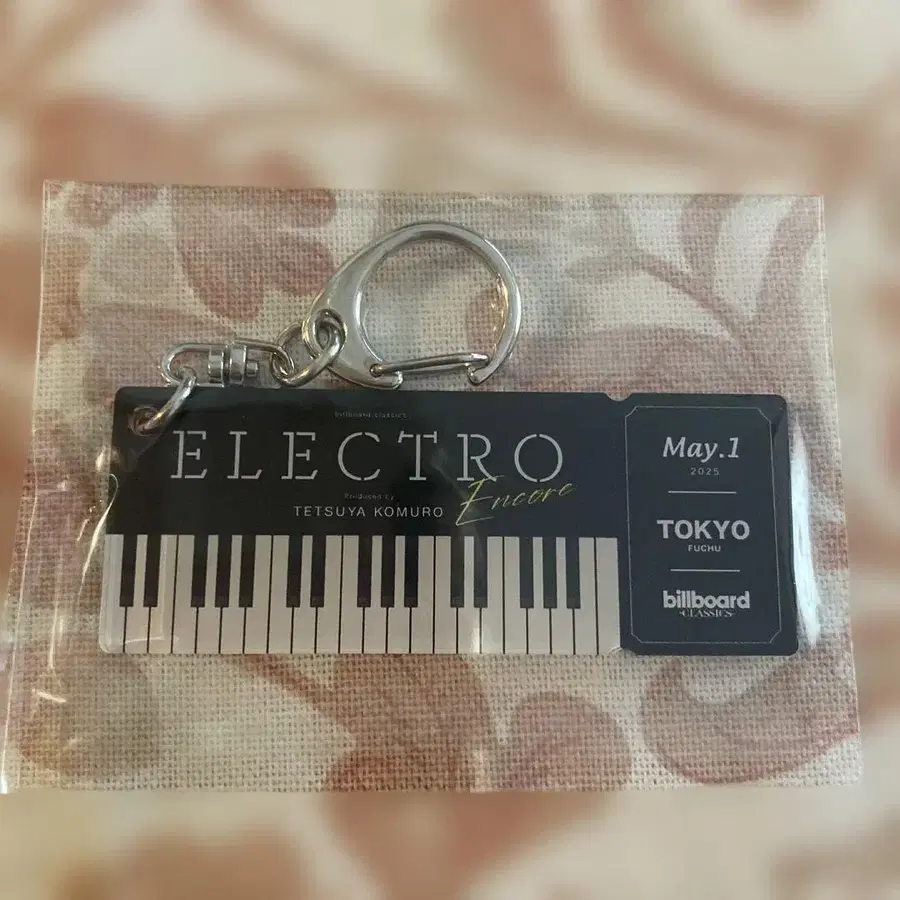 billboard classics
ELECTRO
Encore
Produced by
TETSUYA KOMURO
May.1
2025
TOKYO
FUCHU
billboard
CLASSICS